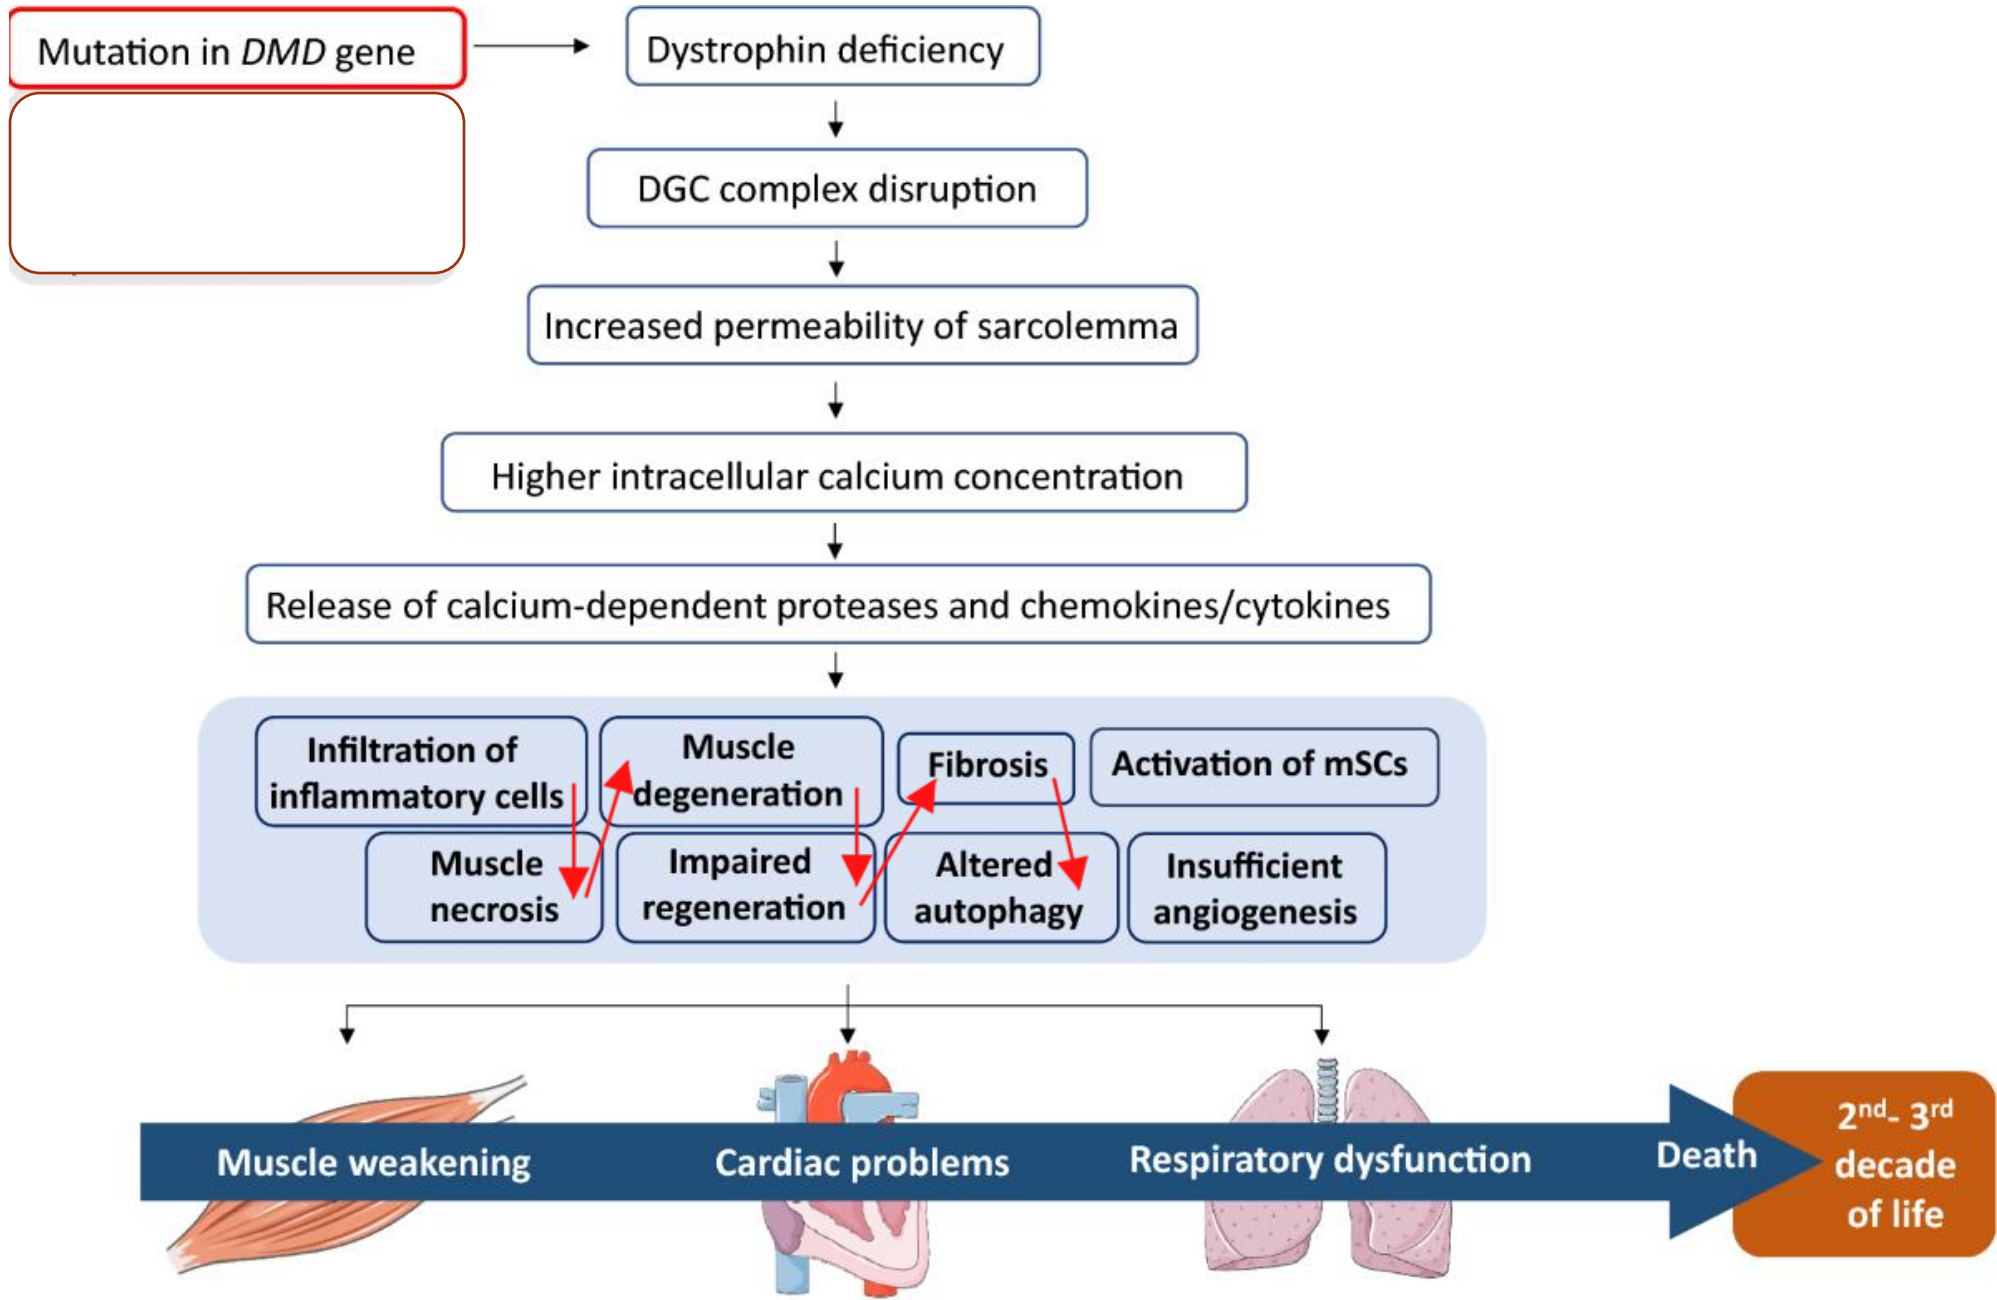 Mutation in DMD gene
Dystrophin deficiency
DGC complex disruption
Increased permeability of sarcolemma
Higher intracellular calcium concentration
Release of calcium-dependent proteases and chemokines/cytokines
Infiltration of
inflammatory cells
Muscle
degeneration
Fibrosis
Activation of mSCs
Muscle
necrosis
Impaired
regeneration
Altered
autophagy
Insufficient
angiogenesis
Muscle weakening
Cardiac problems
Respiratory dysfunction
Death
2nd- 3rd
decade
of life